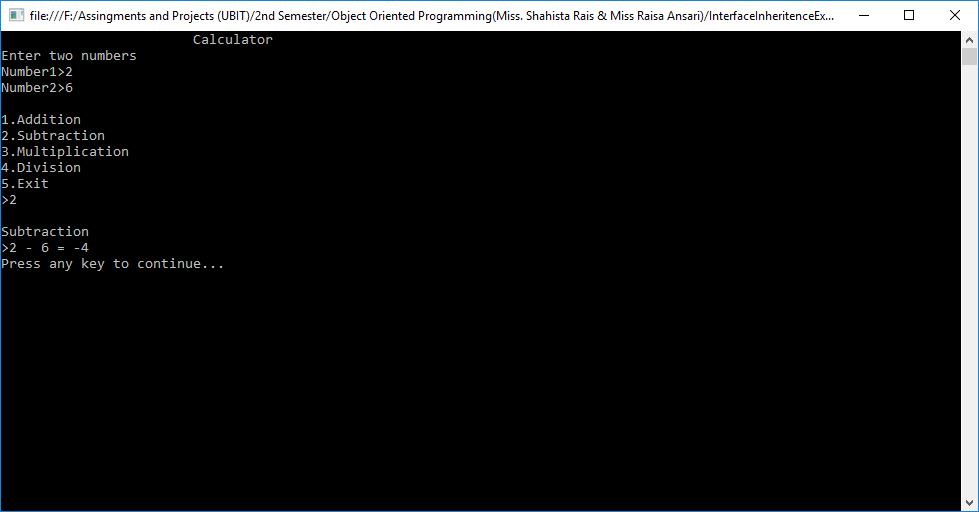 file:///F:/Assingments and Projects (UBIT)/2nd Semester/Object Oriented Programming(Miss. Shahista Rais & Miss Raisa Ansari)/InterfaceInheritenceEx...
Calculator
Enter two numbers
Number1>2
Number2>6
1.Addition
2.Subtraction
3.Multiplication
4.Division
5.Exit
>2
Subtraction
>2 - 6 = -4
Press any key to continue...